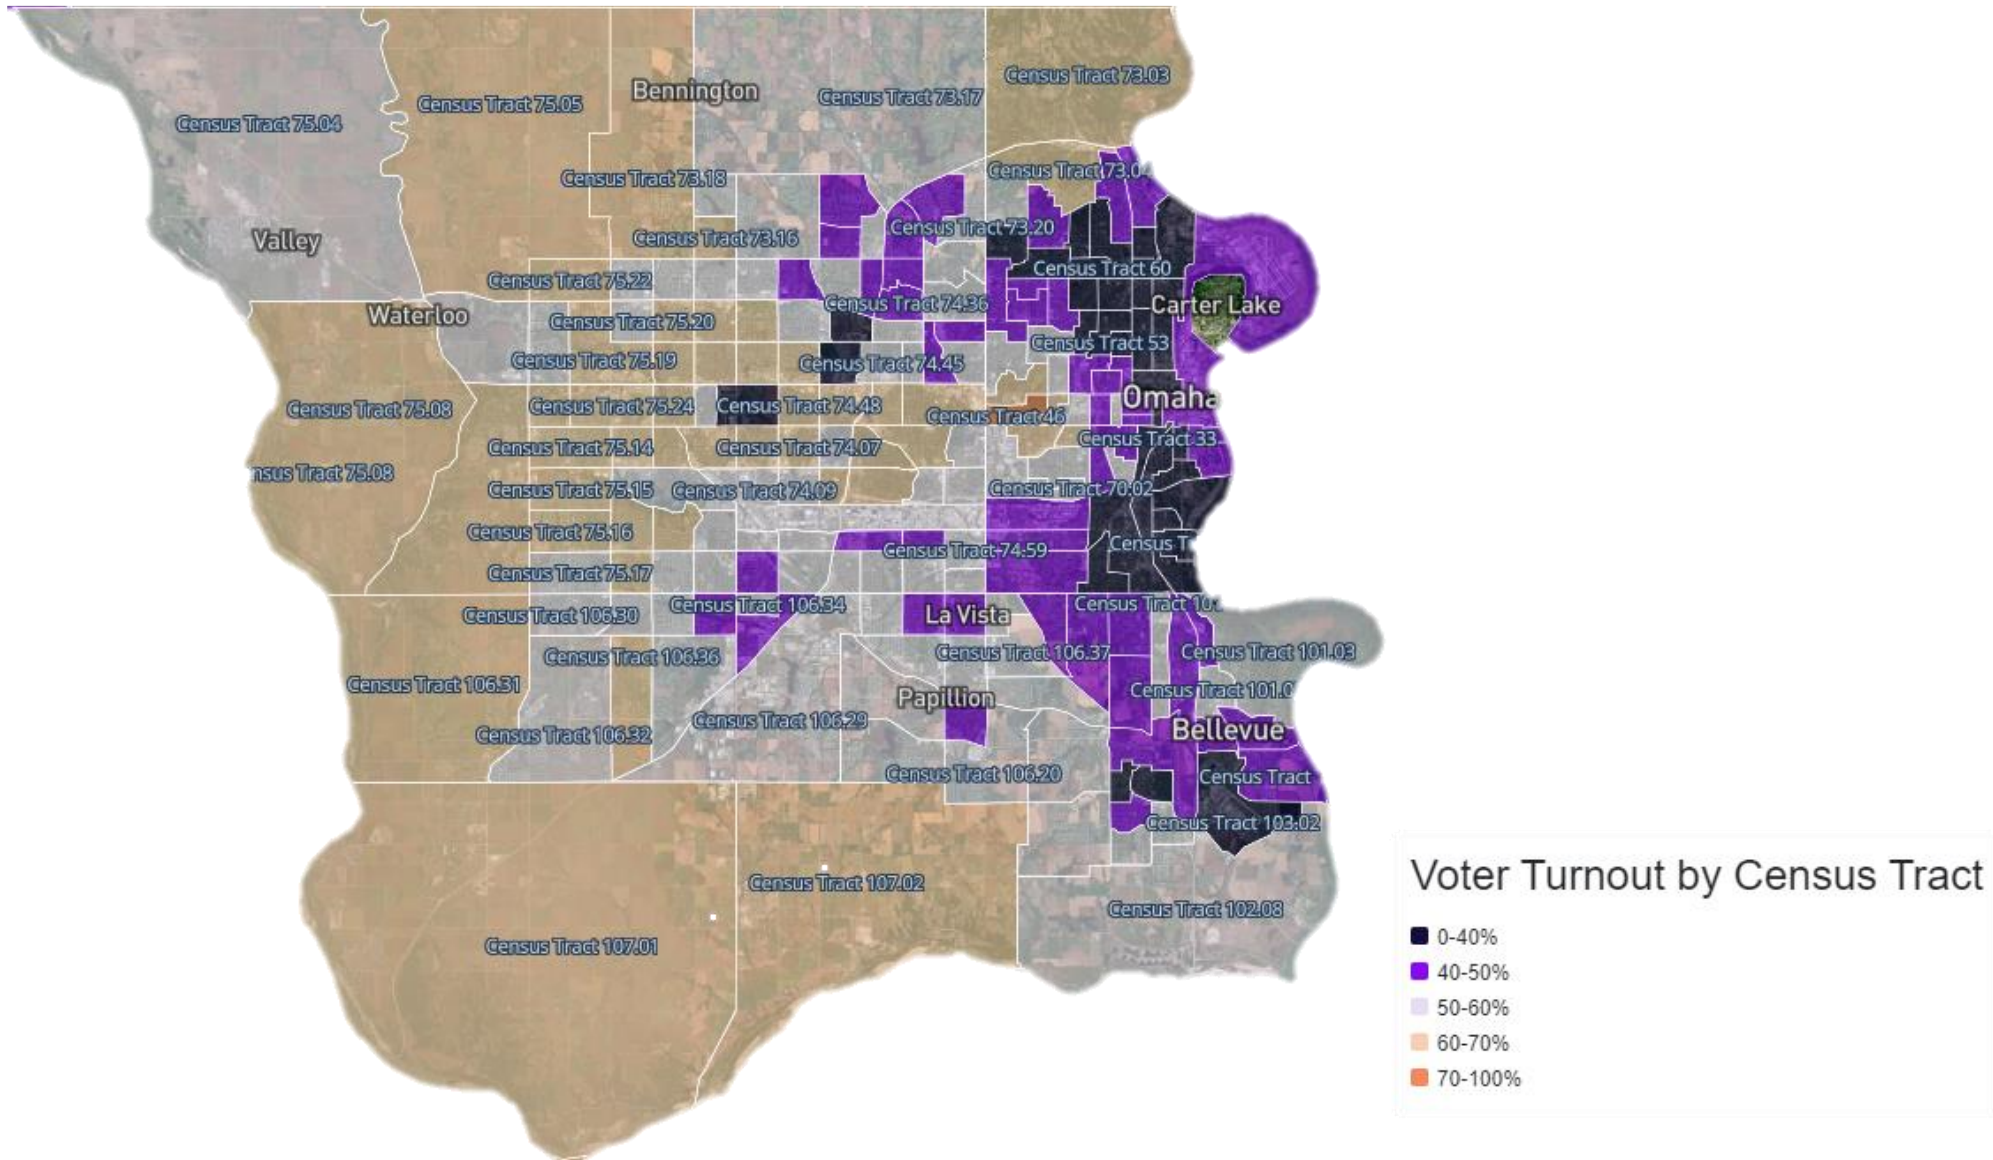 Census Tract 73.03
Bennington
Census Tract 73.17
Census Tract 75.05
Census Tract 75.04
Census Tract 73.04
Census Tract 73.18
Census Tract 73.20
Census Tract 73.16
Valley
Census Tract 60
Census Tract 75.22
Census Tract 74.36
Carter Lake
Waterloo
Census Tract 75.20
Census Tract 53
Census Tract 75.19
Census Tract 74.45
Omaha
Census Tract 75.08
Census Tract 75.24
Census Tract 74.48
Census Tract 46
Census Tract 33
Census Tract 75.14
Census Tract 74.07
nsus Tract 75.08
Census Tract 75.15
Census Tract 74.09
Census Tract 70.02
Census Tract 75.16
Census Tract 74.59
Census T
Census Tract 75.17
Census Tract 106.30
Census Tract 106.34
La Vista
Census Tract 101
Census Tract 106.36
Census Tract 106.37
Census Tract 101.03
Census Tract 106.31
Papillion
Census Tract 101.0
Census Tract 106.32
Census Tract 106.29
Bellevue
Census Tract 106.20
Census Tract
Census Tract 103.02
Census Tract 107.02
Census Tract 102.08
Census Tract 107.01
Voter Turnout by Census Tract
0-40%
40-50%
50-60%
60-70%
70-100%